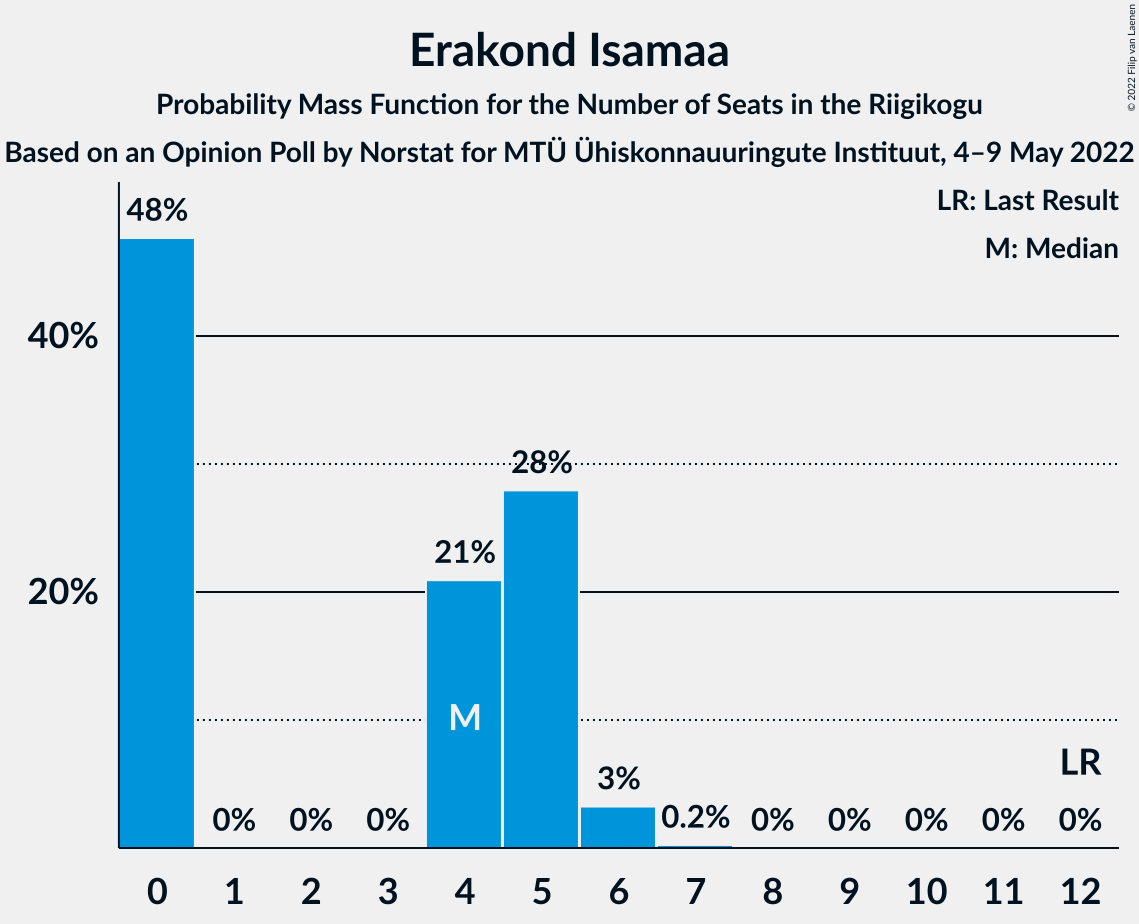 Erakond Isamaa
Probability Mass Function for the Number of Seats in the Riigikogu
Based on an Opinion Poll by Norstat for MTÜ Ühiskonnauuringute Instituut, 4–9 May 2022
© 2022 Filip van Laenen
LR: Last Result
M: Median
48%
40%
28%
21%
20%
M
LR
3%
0% 0% 0% 0.2% 0% 0% 0% 0% 0%
0 1 2 3 4 5 6 7 8 9 10 11 12